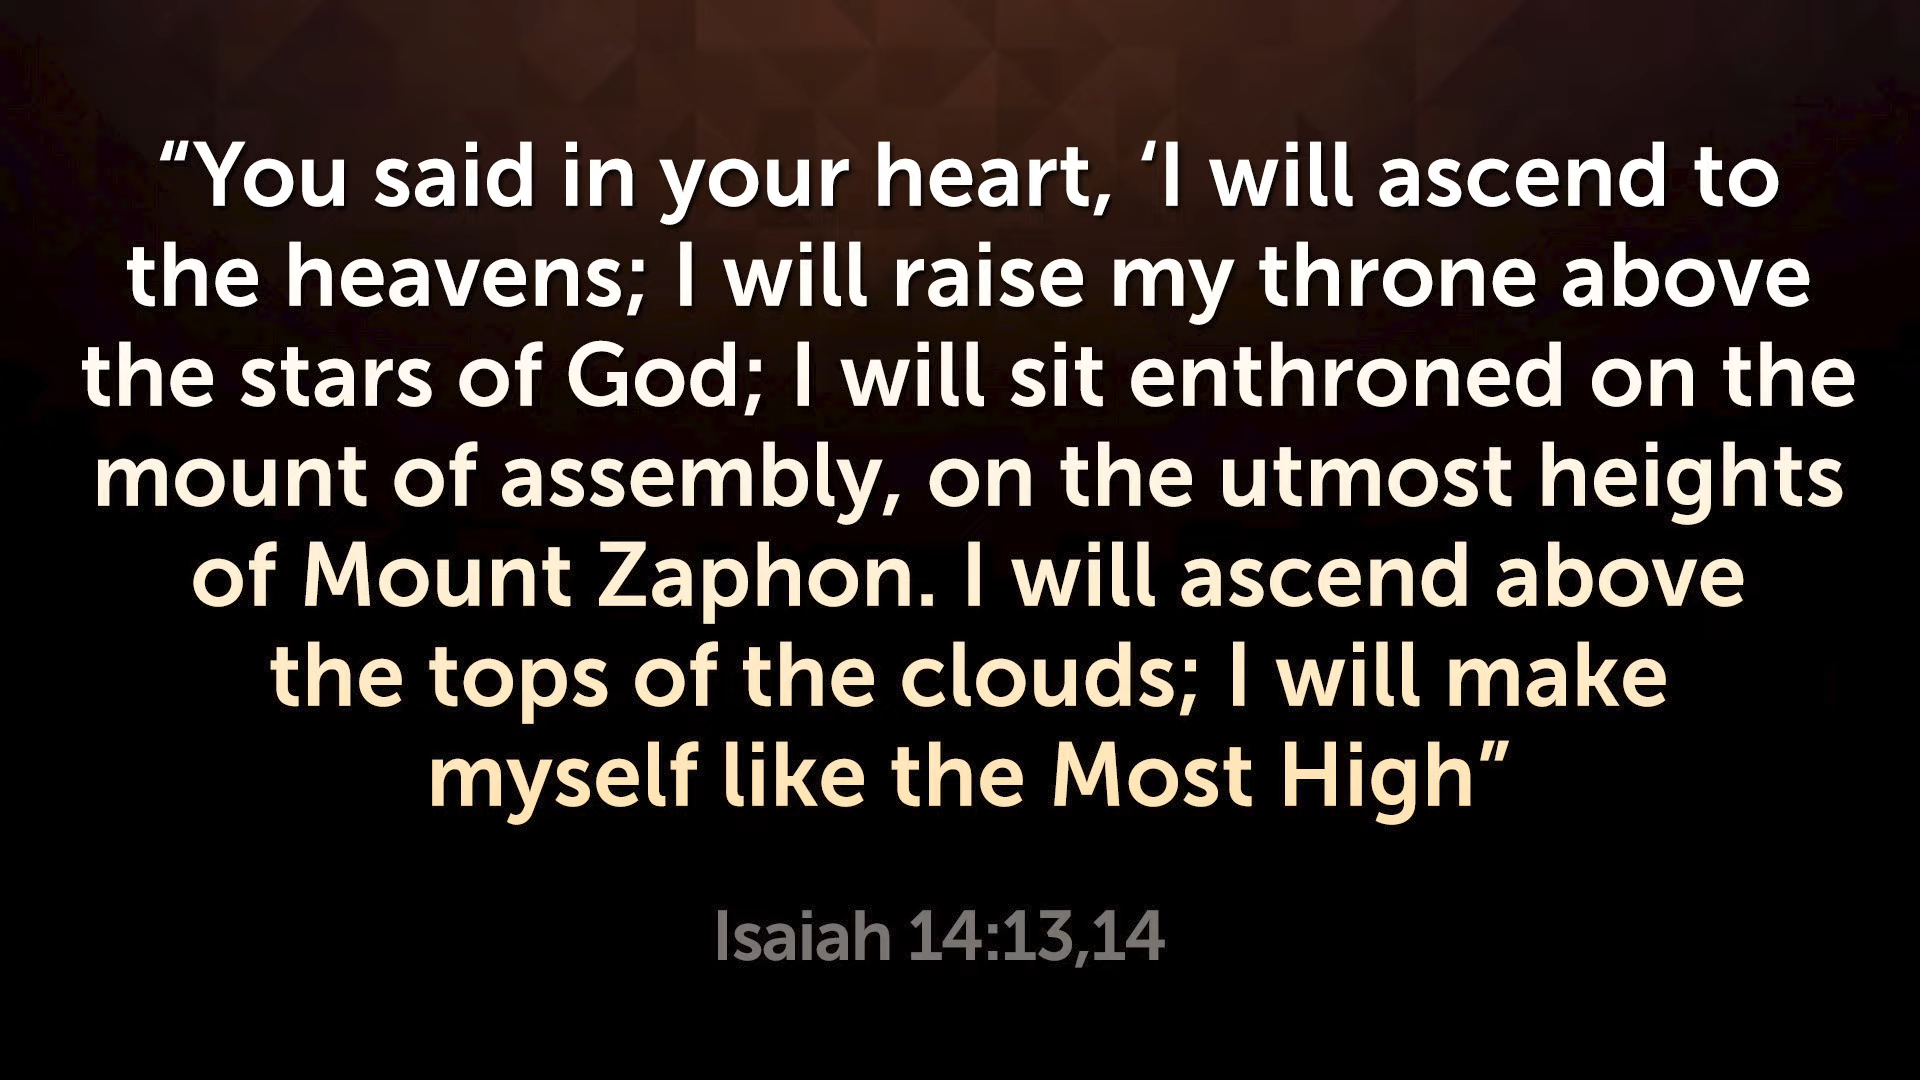 “You said in your heart, ‘I will ascend to
the heavens; I will raise my throne above
the stars of God; I will sit enthroned on the
mount of assembly, on the utmost heights
of Mount Zaphon. I will ascend above
the tops of the clouds; I will make
myself like the Most High”
Isaiah 14:13,14